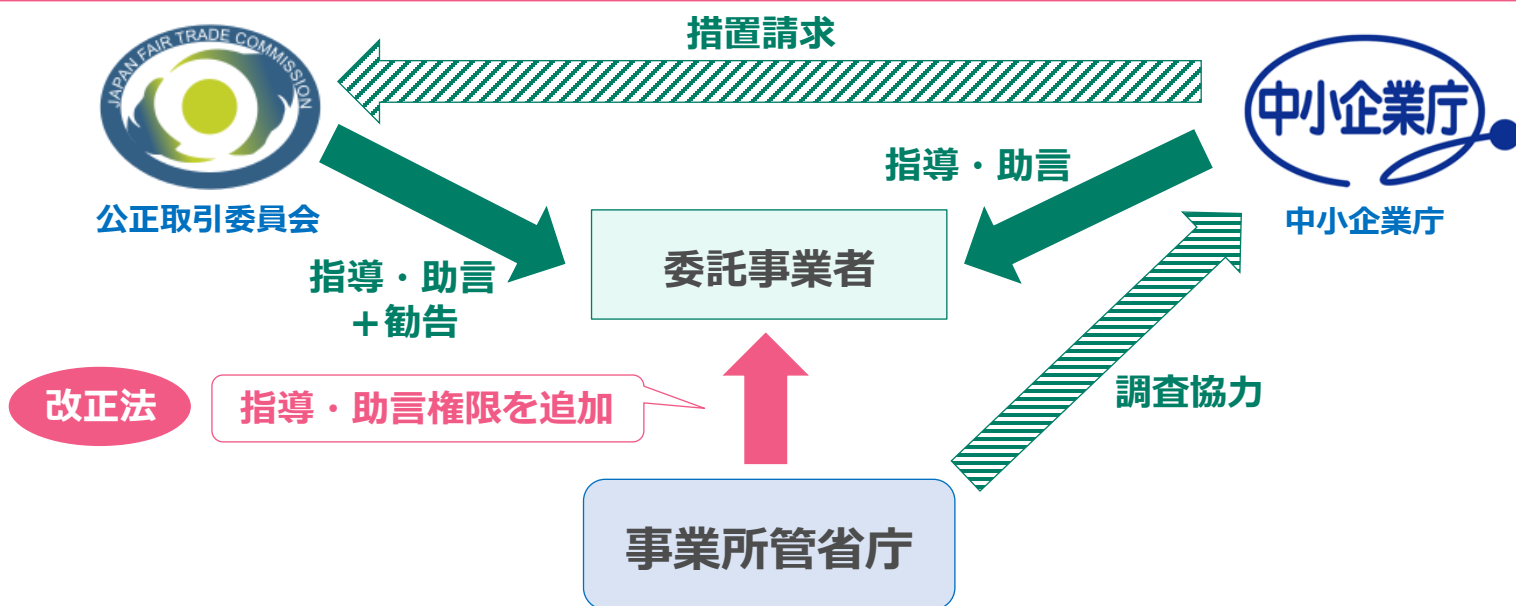 措置請求
JAPAN FAIR TRADE COMMISSION
中小企業庁
指導・助言
公正取引委員会
中小企業庁
委託事業者
指導・助言
＋勧告
改正法
指導・助言権限を追加
調査協力
事業所管省庁